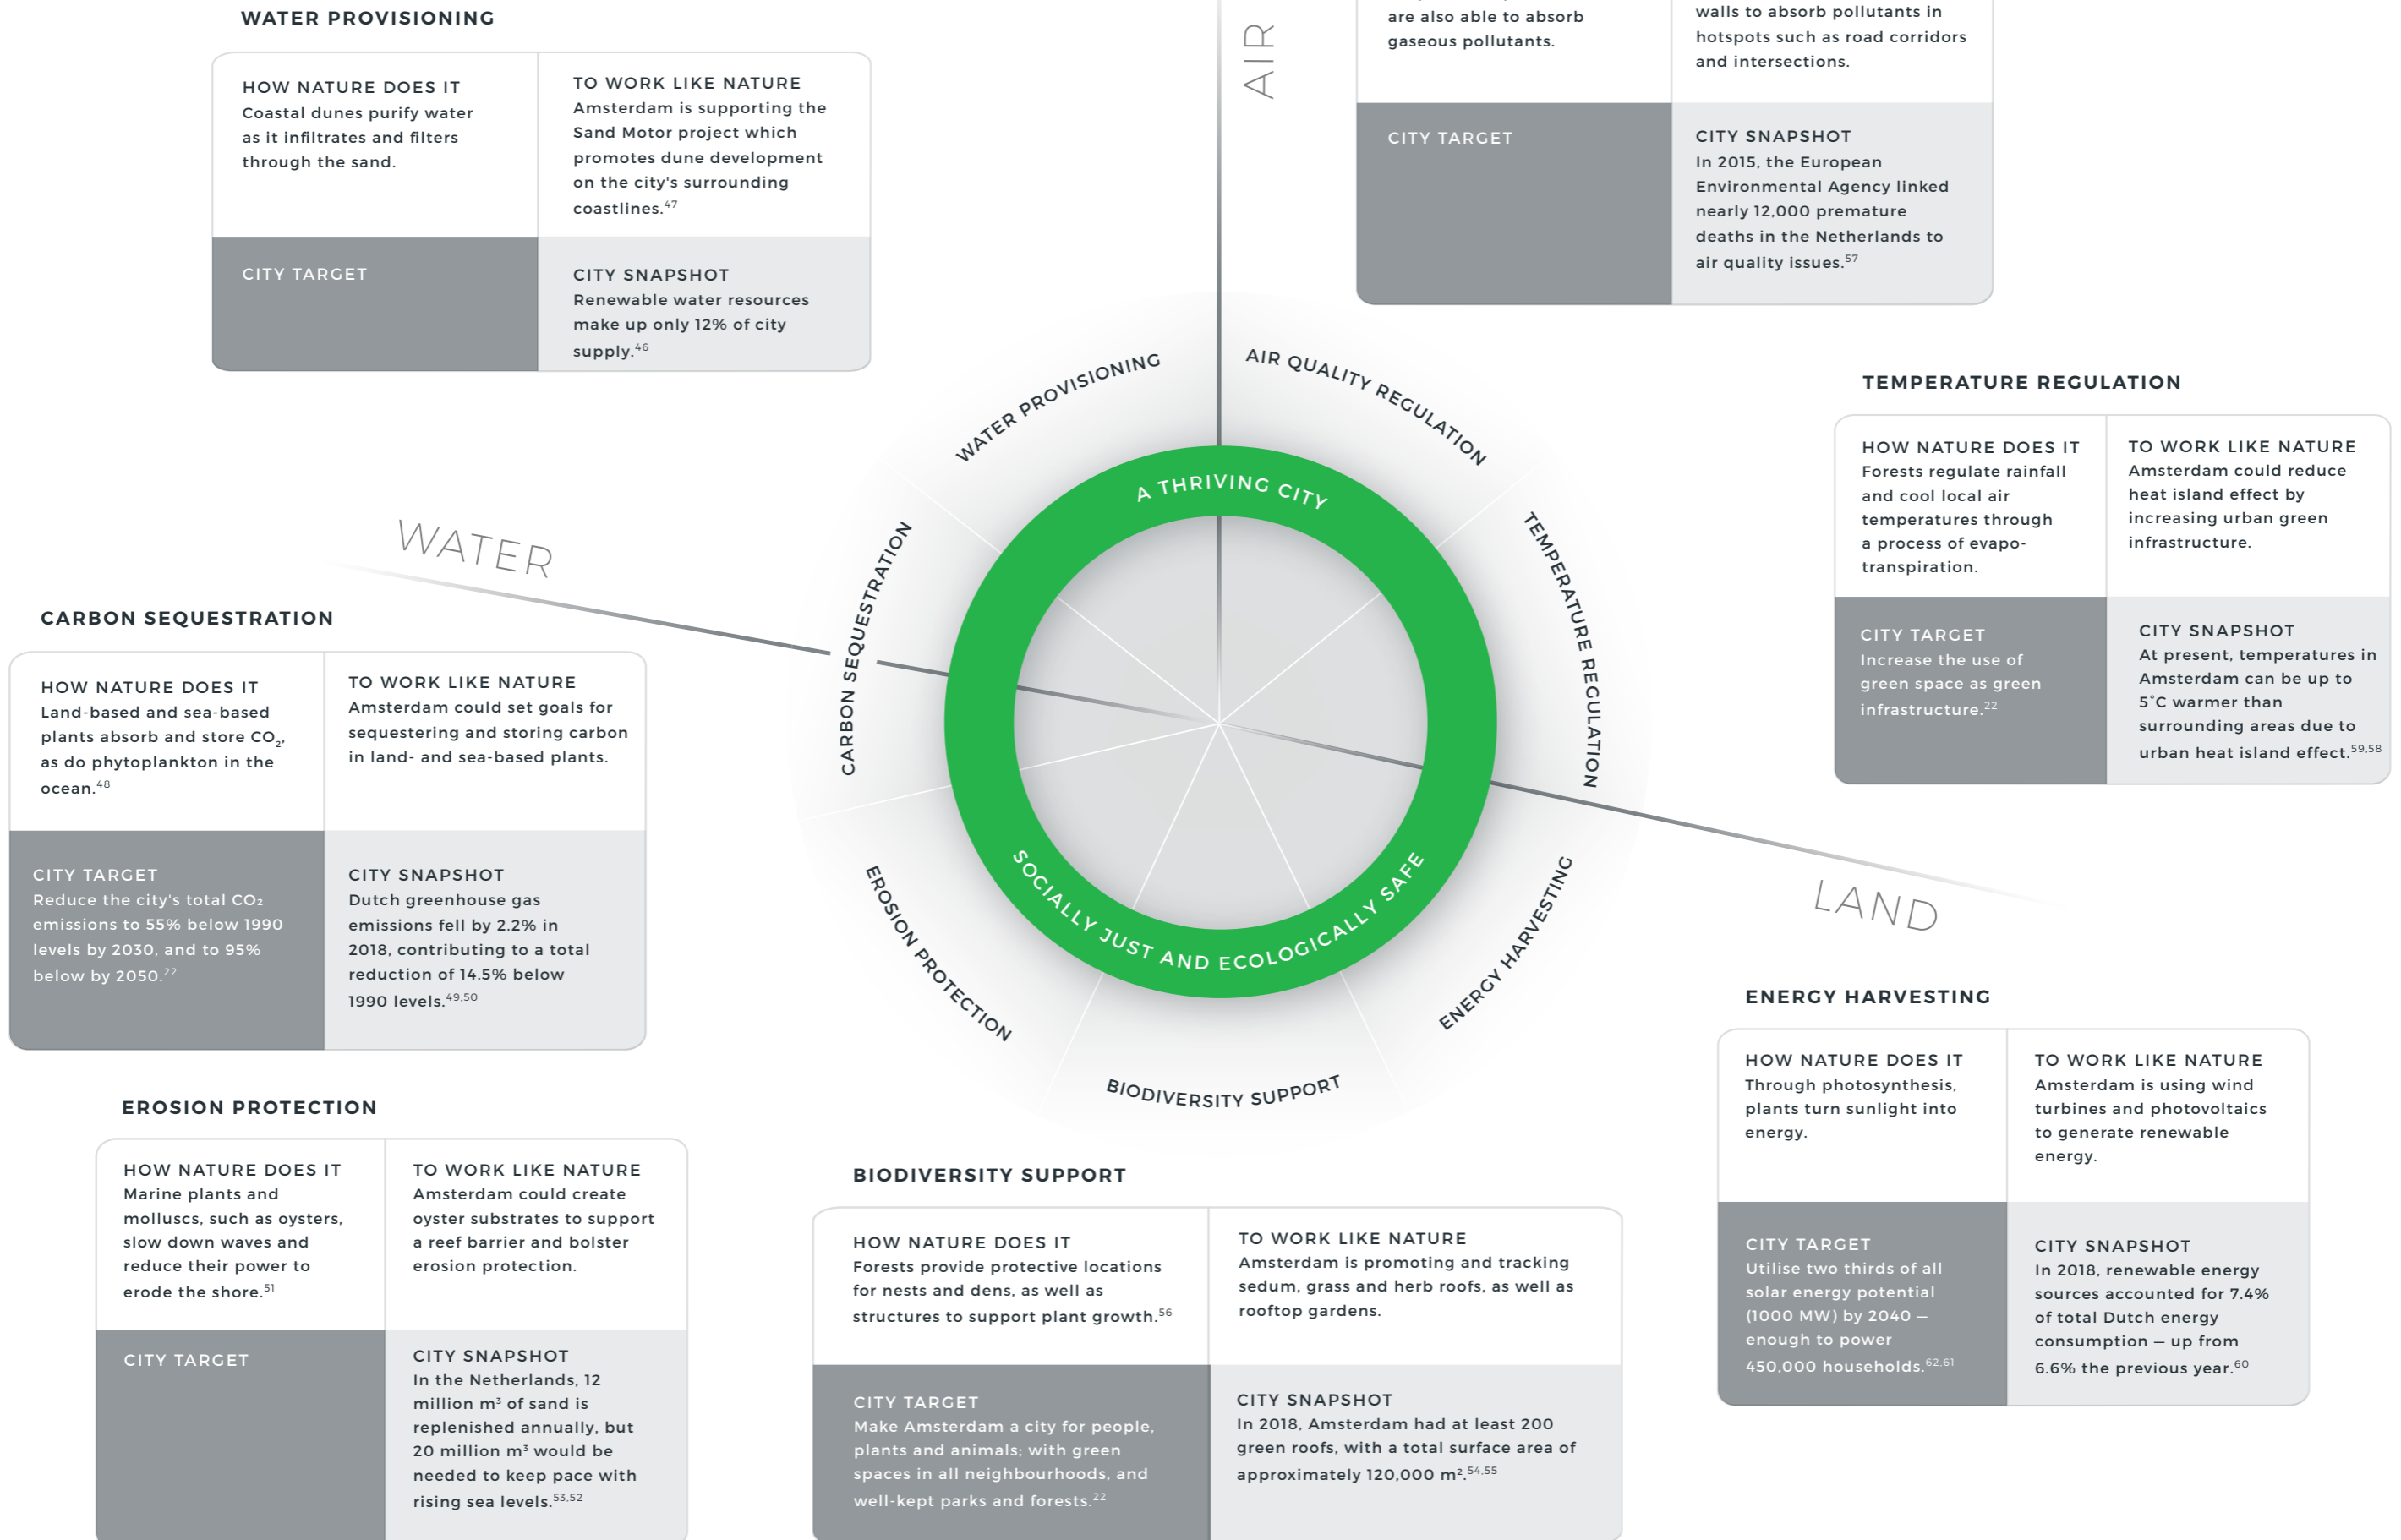 WATER PROVISIONING
HOW NATURE DOES IT
Coastal dunes purify water
as it infiltrates and filters
through the sand.
TO WORK LIKE NATURE
Amsterdam is supporting the
Sand Motor project which
promotes dune development
on the city's surrounding
coastlines.47
CITY TARGET
CITY SNAPSHOT
Renewable water resources
make up only 12% of city
supply.46
AIR
are also able to absorb
gaseous pollutants.
walls to absorb pollutants in
hotspots such as road corridors
and intersections.
CITY TARGET
CITY SNAPSHOT
In 2015, the European
Environmental Agency linked
nearly 12,000 premature
deaths in the Netherlands to
air quality issues.57
TEMPERATURE REGULATION
HOW NATURE DOES IT
Forests regulate rainfall
and cool local air
temperatures through
a process of evapo-
transpiration.
TO WORK LIKE NATURE
Amsterdam could reduce
heat island effect by
increasing urban green
infrastructure.
CITY TARGET
Increase the use of
green space as green
infrastructure.22
CITY SNAPSHOT
At present, temperatures in
Amsterdam can be up to
5˚C warmer than
surrounding areas due to
urban heat island effect.59,58
WATER PROVISIONING
AIR QUALITY REGULATION
CARBON SEQUESTRATION
TEMPERATURE REGULATION
A THRIVING CITY
SOCIALLY JUST AND ECOLOGICALLY SAFE
EROSION PROTECTION
ENERGY HARVESTING
BIODIVERSITY SUPPORT
WATER
LAND
CARBON SEQUESTRATION
HOW NATURE DOES IT
Land-based and sea-based
plants absorb and store CO2,
as do phytoplankton in the
ocean.48
TO WORK LIKE NATURE
Amsterdam could set goals for
sequestering and storing carbon
in land- and sea-based plants.
CITY TARGET
Reduce the city's total CO₂
emissions to 55% below 1990
levels by 2030, and to 95%
below by 2050.22
CITY SNAPSHOT
Dutch greenhouse gas
emissions fell by 2.2% in
2018, contributing to a total
reduction of 14.5% below
1990 levels.49,50
EROSION PROTECTION
HOW NATURE DOES IT
Marine plants and
molluscs, such as oysters,
slow down waves and
reduce their power to
erode the shore.51
TO WORK LIKE NATURE
Amsterdam could create
oyster substrates to support
a reef barrier and bolster
erosion protection.
CITY TARGET
CITY SNAPSHOT
In the Netherlands, 12
million m³ of sand is
replenished annually, but
20 million m³ would be
needed to keep pace with
rising sea levels.53,52
BIODIVERSITY SUPPORT
HOW NATURE DOES IT
Forests provide protective locations
for nests and dens, as well as
structures to support plant growth.56
TO WORK LIKE NATURE
Amsterdam is promoting and tracking
sedum, grass and herb roofs, as well as
rooftop gardens.
CITY TARGET
Make Amsterdam a city for people,
plants and animals; with green
spaces in all neighbourhoods, and
well-kept parks and forests.22
CITY SNAPSHOT
In 2018, Amsterdam had at least 200
green roofs, with a total surface area of
approximately 120,000 m².54,55
ENERGY HARVESTING
HOW NATURE DOES IT
Through photosynthesis,
plants turn sunlight into
energy.
TO WORK LIKE NATURE
Amsterdam is using wind
turbines and photovoltaics
to generate renewable
energy.
CITY TARGET
Utilise two thirds of all
solar energy potential
(1000 MW) by 2040 —
enough to power
450,000 households.62,61
CITY SNAPSHOT
In 2018, renewable energy
sources accounted for 7.4%
of total Dutch energy
consumption — up from
6.6% the previous year.60